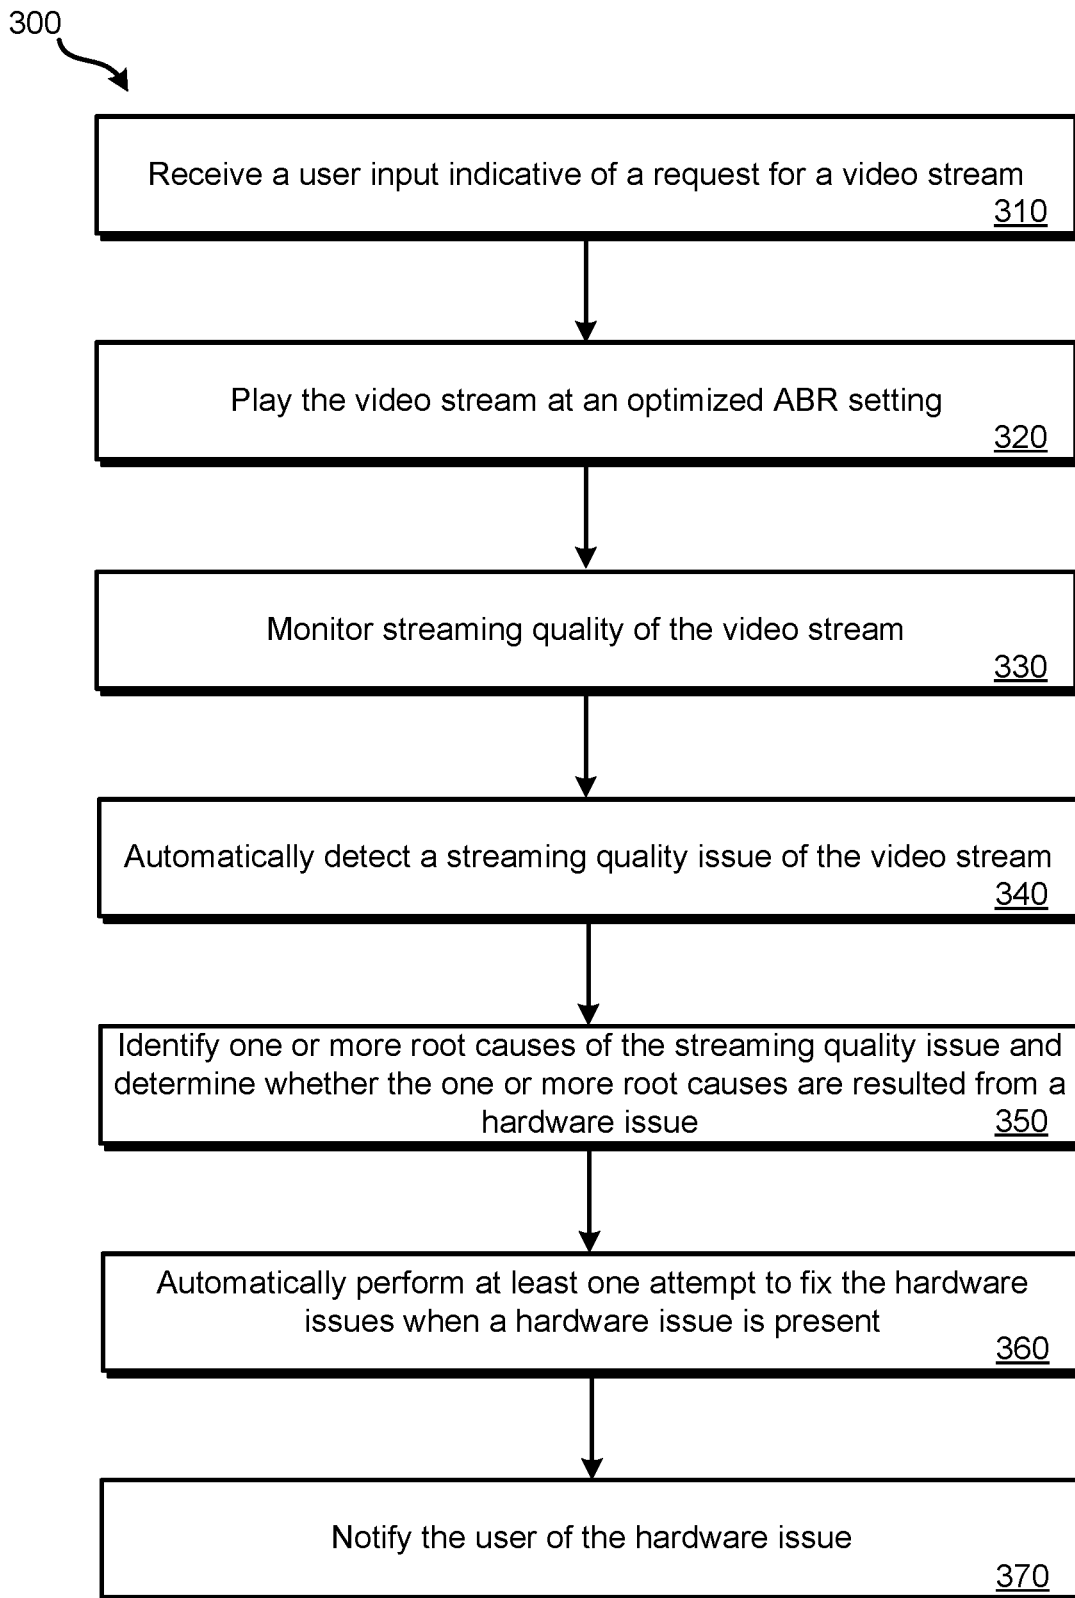 300
Receive a user input indicative of a request for a video stream
310
Play the video stream at an optimized ABR setting
320
Monitor streaming quality of the video stream
330
Automatically detect a streaming quality issue of the video stream
340
Identify one or more root causes of the streaming quality issue and
determine whether the one or more root causes are resulted from a
hardware issue
350
Automatically perform at least one attempt to fix the hardware
issues when a hardware issue is present
360
Notify the user of the hardware issue
370